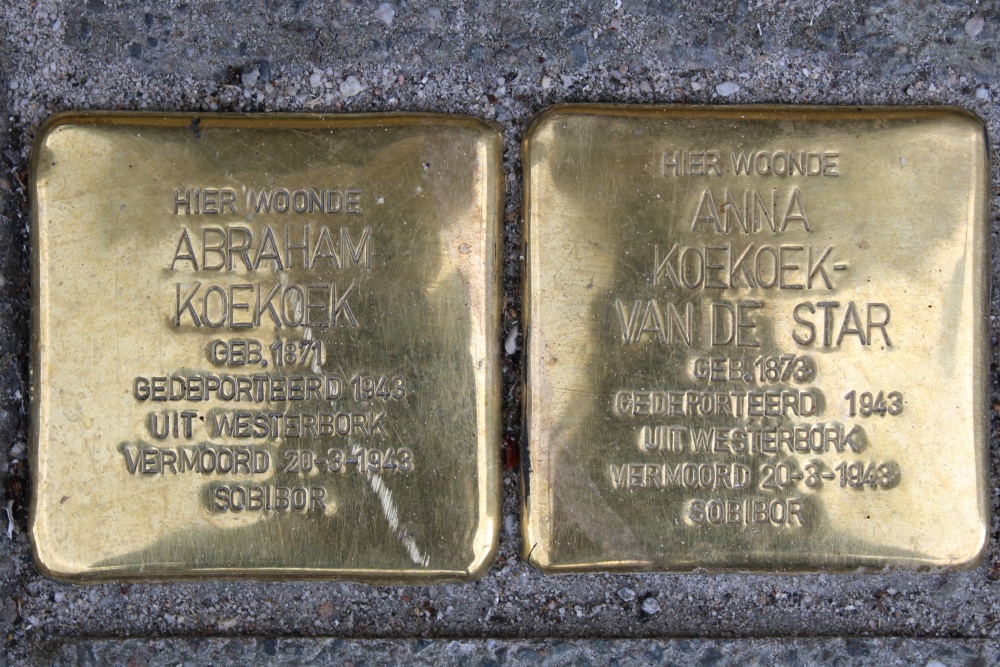 HIER WOONDE
ABRAHAM
KOEKOEK
GEB. 1871
GEDEPORTEERD 1943
UIT WESTERBORK
VERMOORD 20-3-1943
SOBIBOR
HIER WOONDE
ANNA
KOEKOEK-
VAN DE STAR
GEB. 1873
GEDEPORTEERD 1943
UIT WESTERBORK
VERMOORD 20-3-1943
SOBIBOR